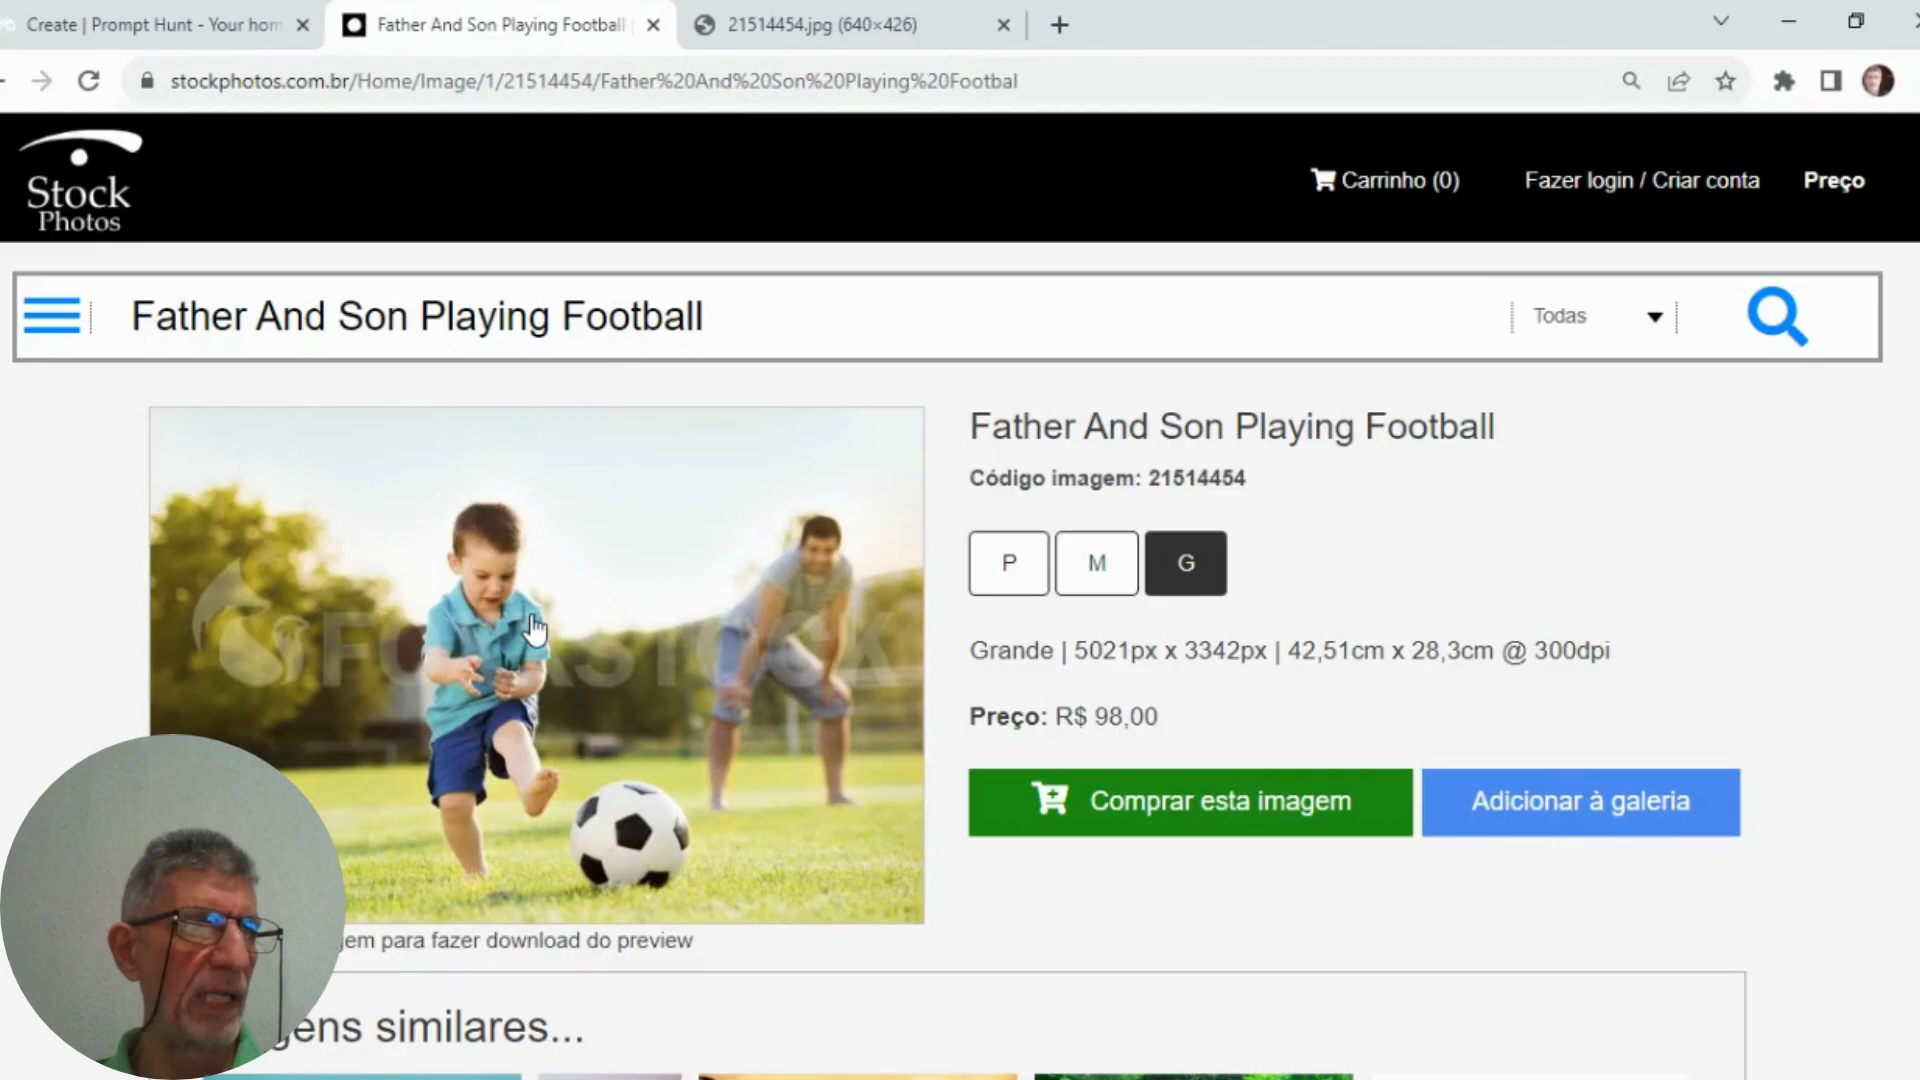 Create | Prompt Hunt - Your hom
Father And Son Playing Football
21514454.jpg (640×426)
stockphotos.com.br/Home/Image/1/21514454/Father%20And%20Son%20Playing%20Footbal
Stock
Photos
Carrinho (0)
Fazer login / Criar conta
Preço
Father And Son Playing Football
Todas
Father And Son Playing Football
Código imagem: 21514454
P
M
G
Grande | 5021px x 3342px | 42,51cm x 28,3cm @ 300dpi
Preço: R$ 98,00
Comprar esta imagem
Adicionar à galeria
para fazer download do preview
similares...